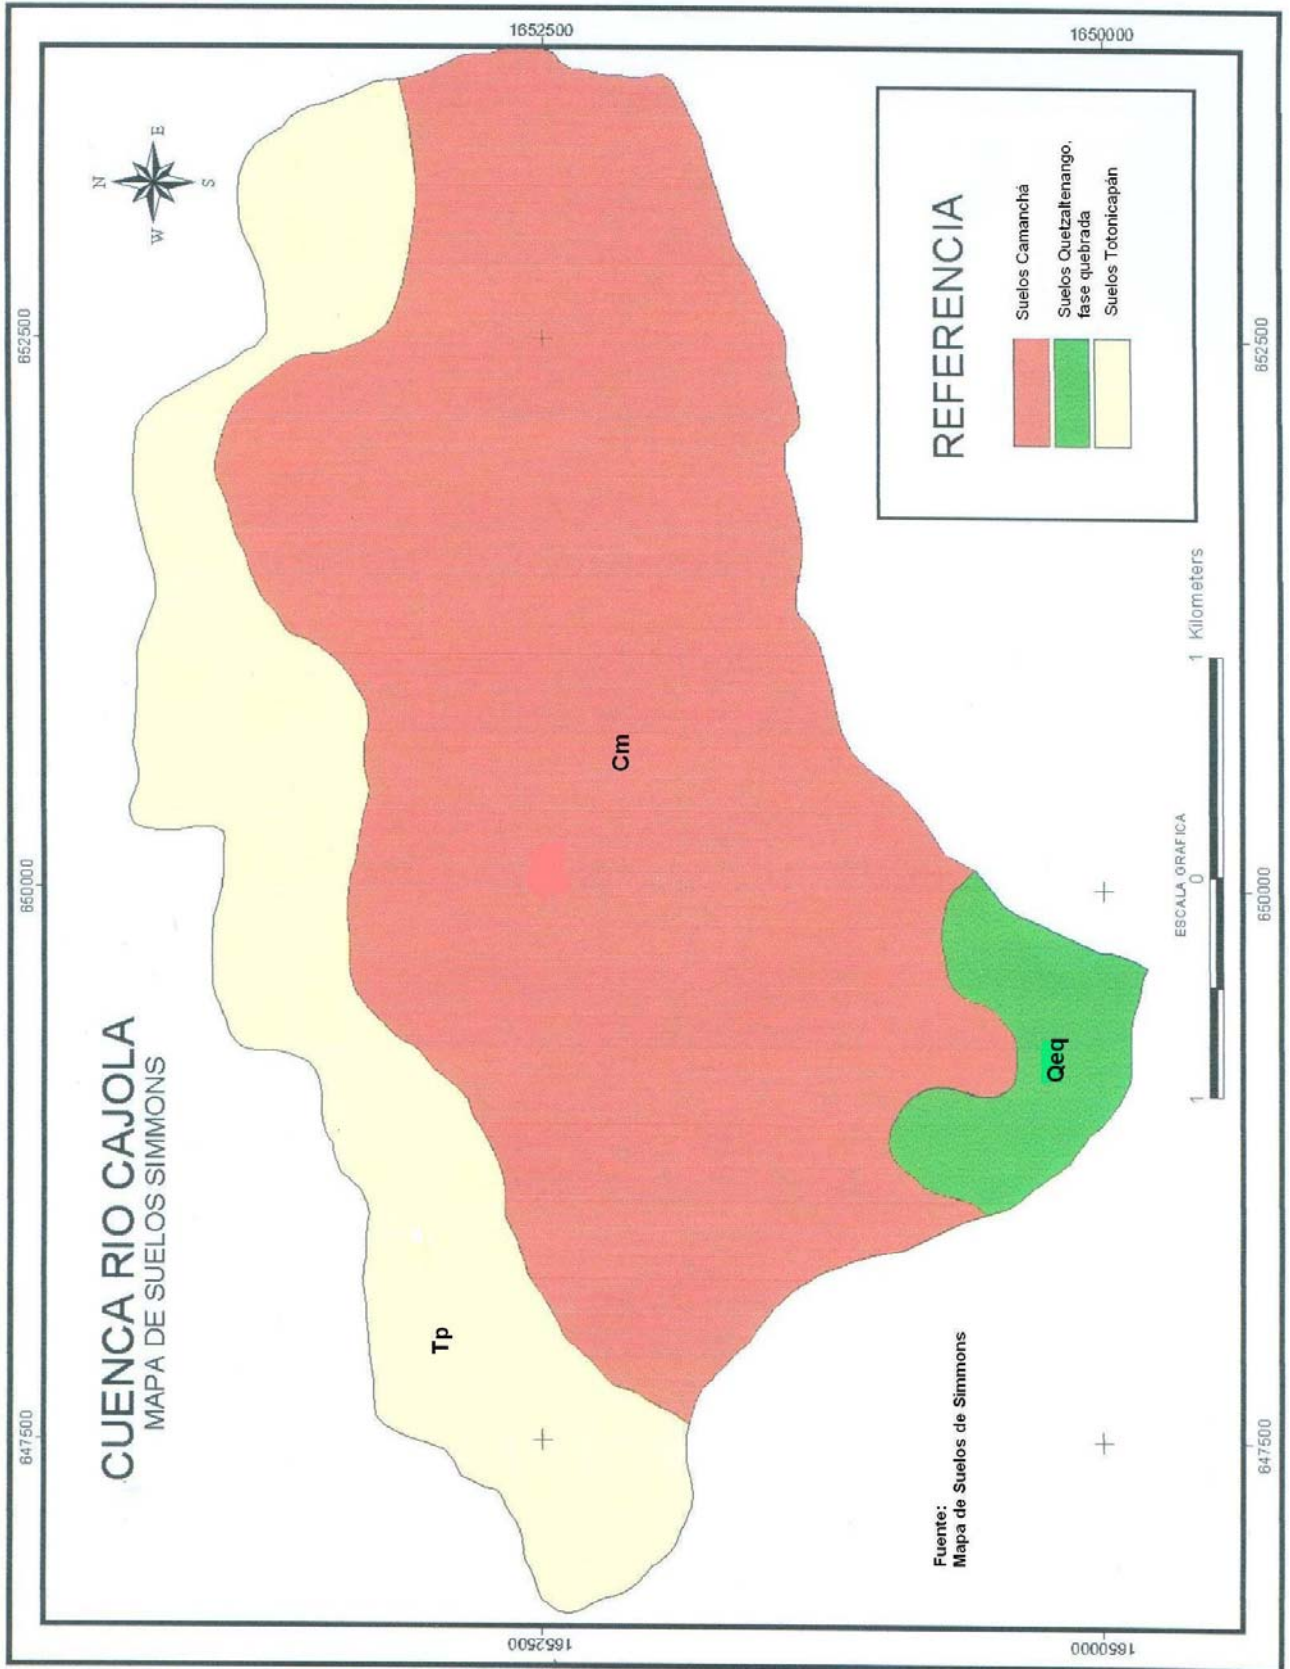 CUENCA RIO CAJOLA
MAPA DE SUELOS SIMMONS
647500
650000
652500
N
W
E
S
1652500
1652500
1650000
1650000
Tp
Cm
Qeq
REFERENCIA
Suelos Camanchá
Suelos Quetzaltenango,
fase quebrada
Suelos Totonicapán
Fuente:
Mapa de Suelos de Simmons
ESCALA GRAFICA
1 0 1 Kilometers
647500
650000
652500